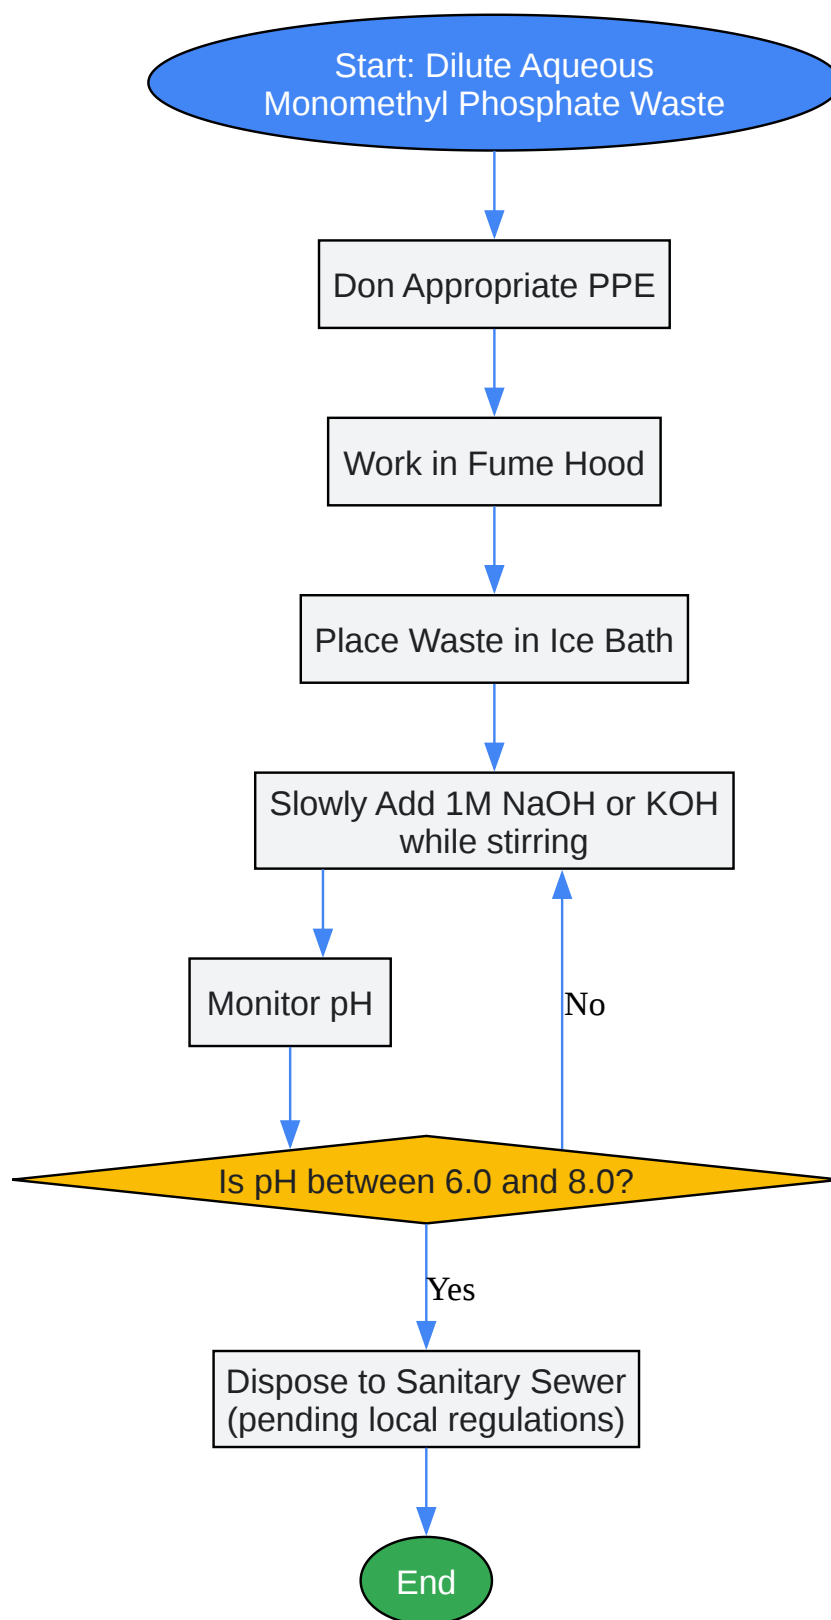 Start: Dilute Aqueous
Monomethyl Phosphate Waste
Don Appropriate PPE
Work in Fume Hood
Place Waste in Ice Bath
Slowly Add 1M NaOH or KOH
while stirring
Monitor pH
No
Is pH between 6.0 and 8.0?
Yes
Dispose to Sanitary Sewer
(pending local regulations)
End